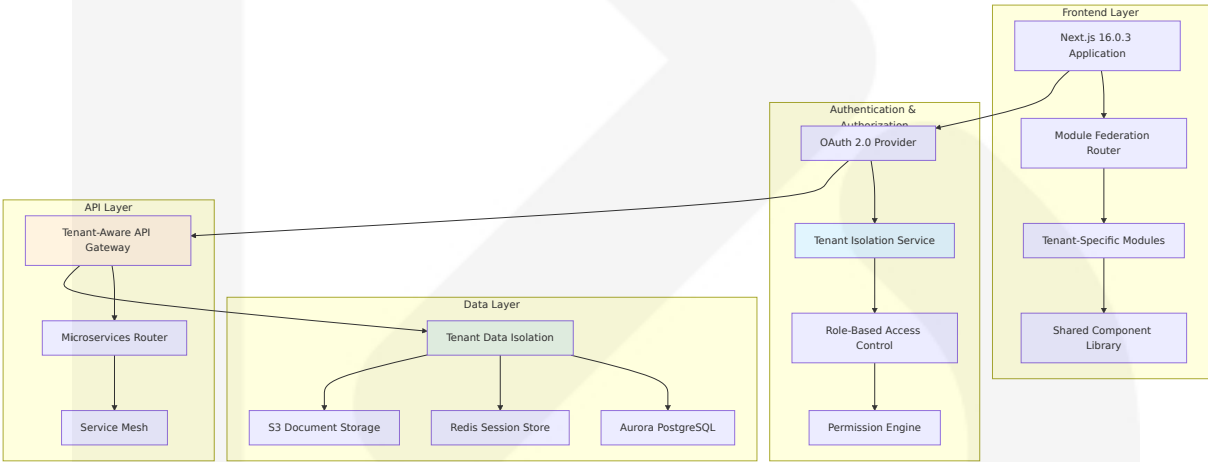 Frontend Layer
Next.js 16.0.3
Application
Module Federation
Router
Tenant-Specific Modules
Shared Component
Library
Authentication &
Authorization
OAuth 2.0 Provider
Tenant Isolation Service
Role-Based Access
Control
Permission Engine
API Layer
Tenant-Aware API
Gateway
Microservices Router
Service Mesh
Data Layer
Tenant Data Isolation
S3 Document Storage
Redis Session Store
Aurora PostgreSQL